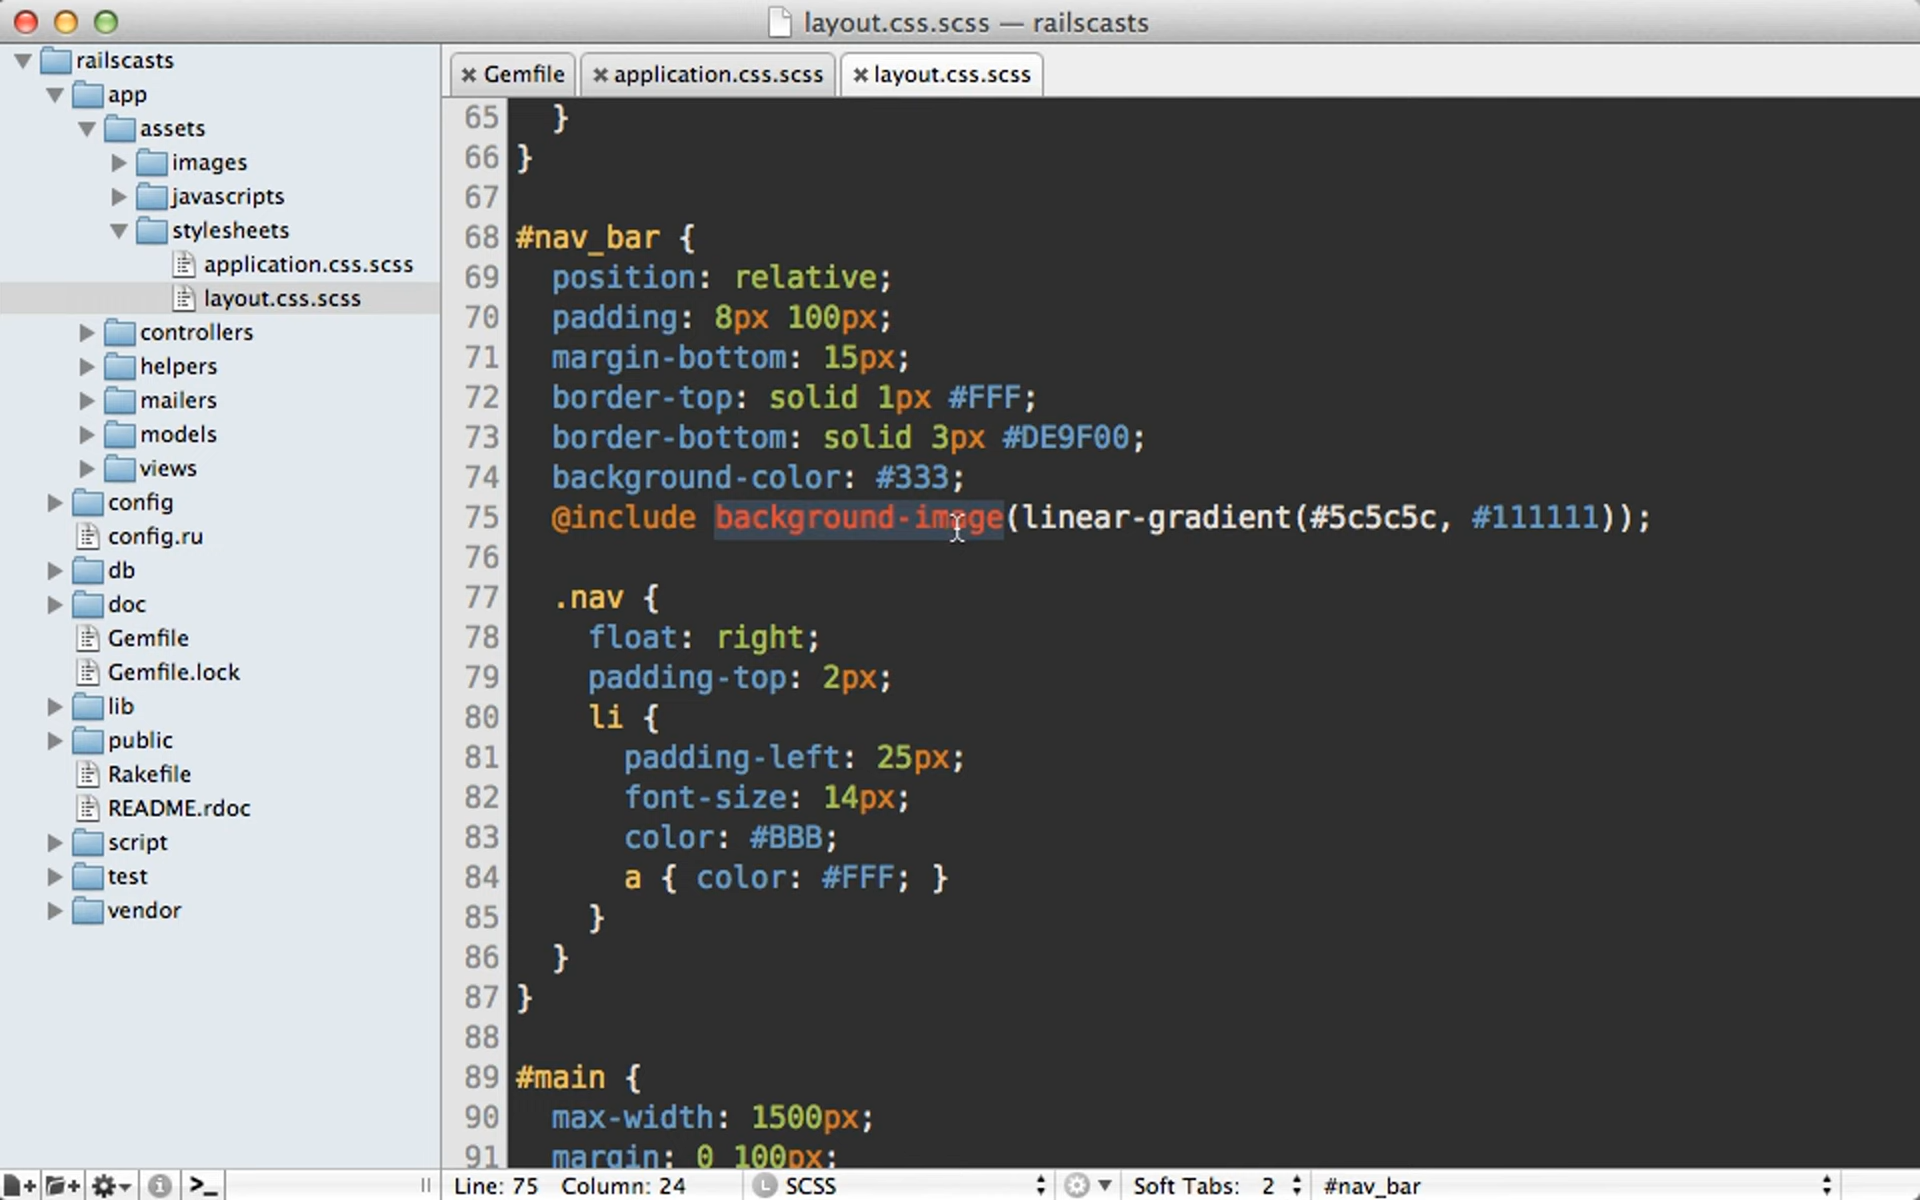 layout.css.scss — railscasts
railscasts
app
assets
images
javascripts
stylesheets
application.css.scss
layout.css.scss
controllers
helpers
mailers
models
views
config
config.ru
db
doc
Gemfile
Gemfile.lock
lib
public
Rakefile
README.rdoc
script
test
vendor
Gemfile application.css.scss layout.css.scss
65   }
66 }
67
68 #nav_bar {
69   position: relative;
70   padding: 8px 100px;
71   margin-bottom: 15px;
72   border-top: solid 1px #FFF;
73   border-bottom: solid 3px #DE9F00;
74   background-color: #333;
75   @include background-image(linear-gradient(#5c5c5c, #111111));
76
77   .nav {
78     float: right;
79     padding-top: 2px;
80     li {
81       padding-left: 25px;
82       font-size: 14px;
83       color: #BBB;
84       a { color: #FFF; }
85     }
86   }
87 }
88
89 #main {
90   max-width: 1500px;
91   margin: 0 100px;
Line: 75 Column: 24 L SCSS Soft Tabs: 2 #nav_bar